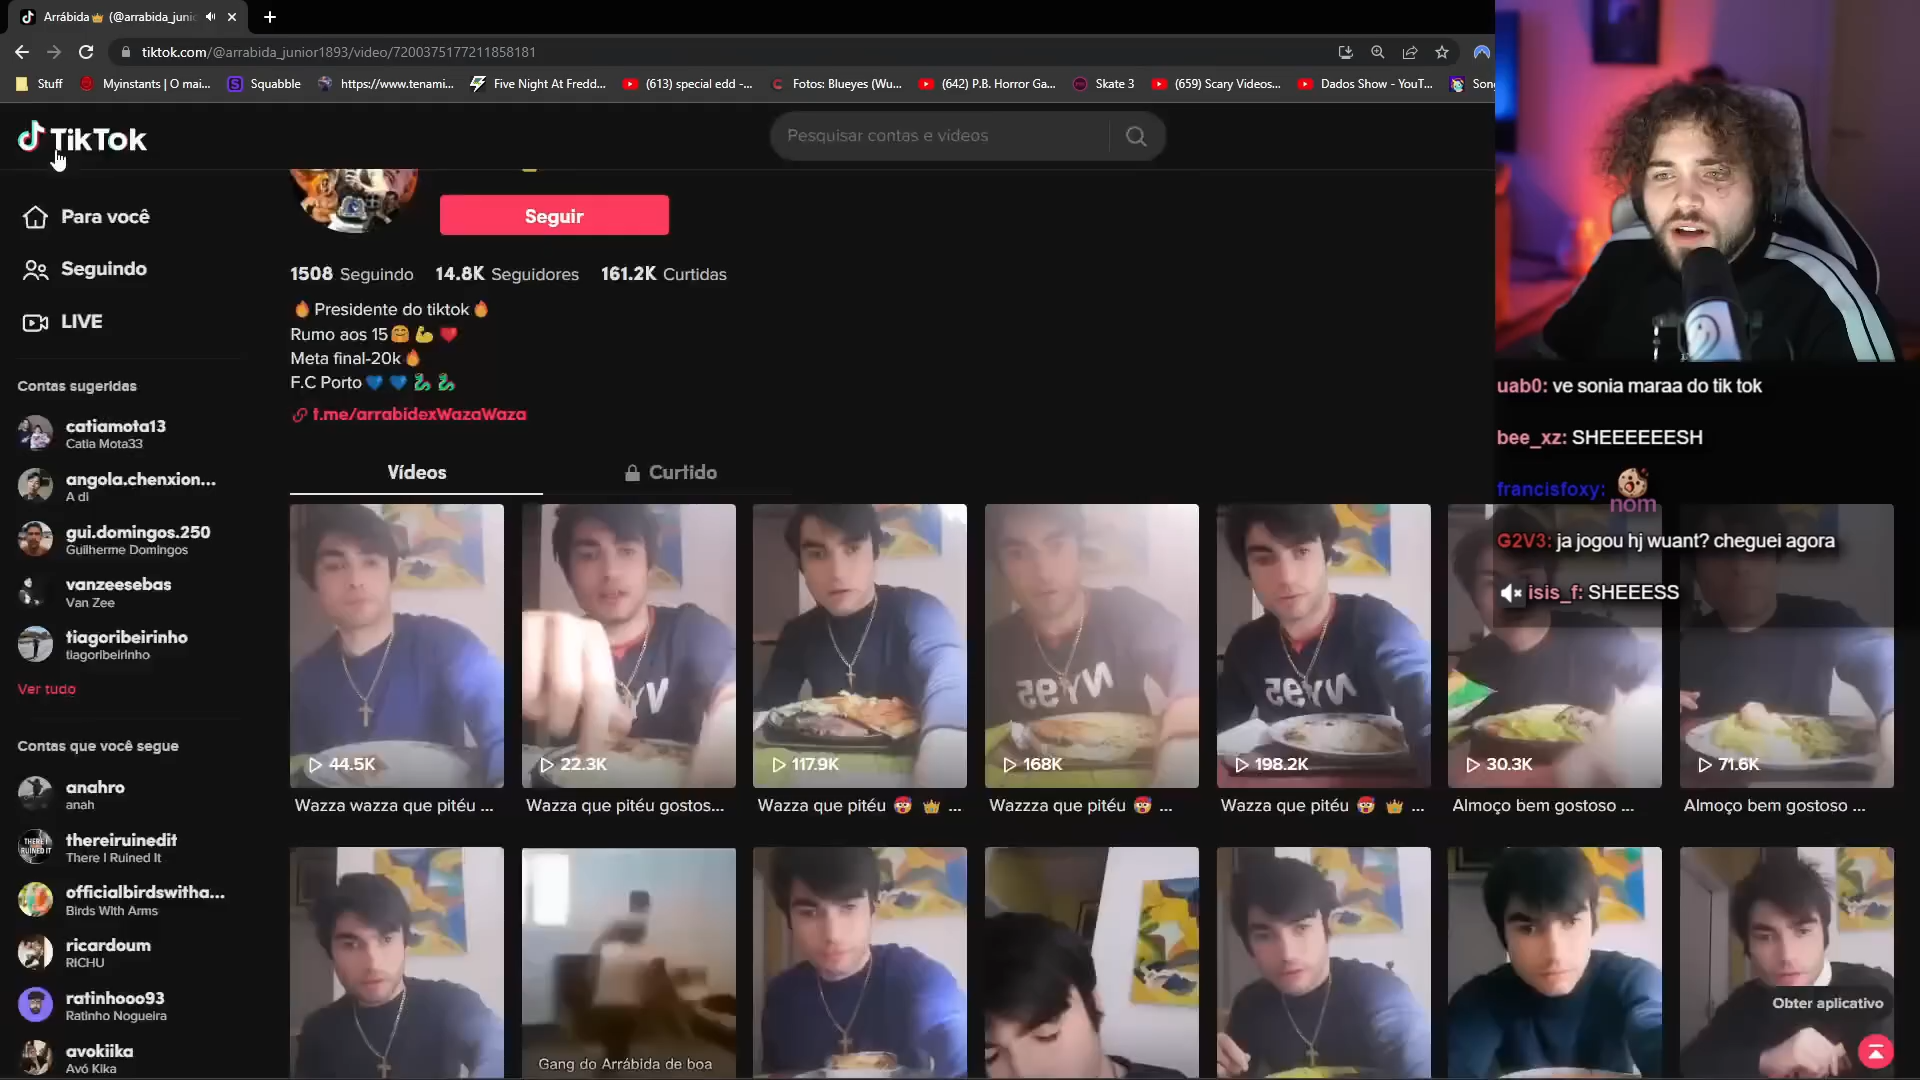 Arrábida👑 (@arrabida_junic
tiktok.com/@arrabida_junior1893/video/7200375177211858181
Stuff
Myinstants | O mai...
Squabble
https://www.tenami...
Five Night At Fredd...
(613) special edd -...
Fotos: Blueyes (Wu...
(642) P.B. Horror Ga...
Skate 3
(659) Scary Videos...
Dados Show - YouT...
Song
TikTok
Pesquisar contas e vídeos
Para você
Seguindo
LIVE
Contas sugeridas
catiamota13
Catia Mota33
angola.chenxion...
A di
gui.domingos.250
Guilherme Domingos
vanzeesebas
Van Zee
tiagoribeirinho
tiagoribeirinho
Ver tudo
Contas que você segue
anahro
anah
thereiruinedit
There I Ruined It
officialbirdswitha...
Birds With Arms
ricardoum
RICHU
ratinhooo93
Ratinho Nogueira
avokiika
Avó Kika
Seguir
1508 Seguindo 14.8K Seguidores 161.2K Curtidas
🔥Presidente do tiktok🔥
Rumo aos 15🤗💪❤️
Meta final-20k🔥
F.C Porto💙💙🐉🐉
t.me/arrabidexWazaWaza
Vídeos
Curtido
44.5K
22.3K
117.9K
168K
198.2K
30.3K
71.6K
Wazza wazza que pitéu ...
Wazza que pitéu gostos...
Wazza que pitéu 🤯 👑 ...
Wazzza que pitéu 🤯 ...
Wazza que pitéu 🤯 👑 ...
Almoço bem gostoso ...
Almoço bem gostoso ...
Gang do Arrábida de boa
Obter aplicativo
uab0: ve sonia maraa do tik tok
bee_xz: SHEEEEEESH
francisfoxy:
nom
G2V3: ja jogou hj wuant? cheguei agora
isis_f: SHEEESS